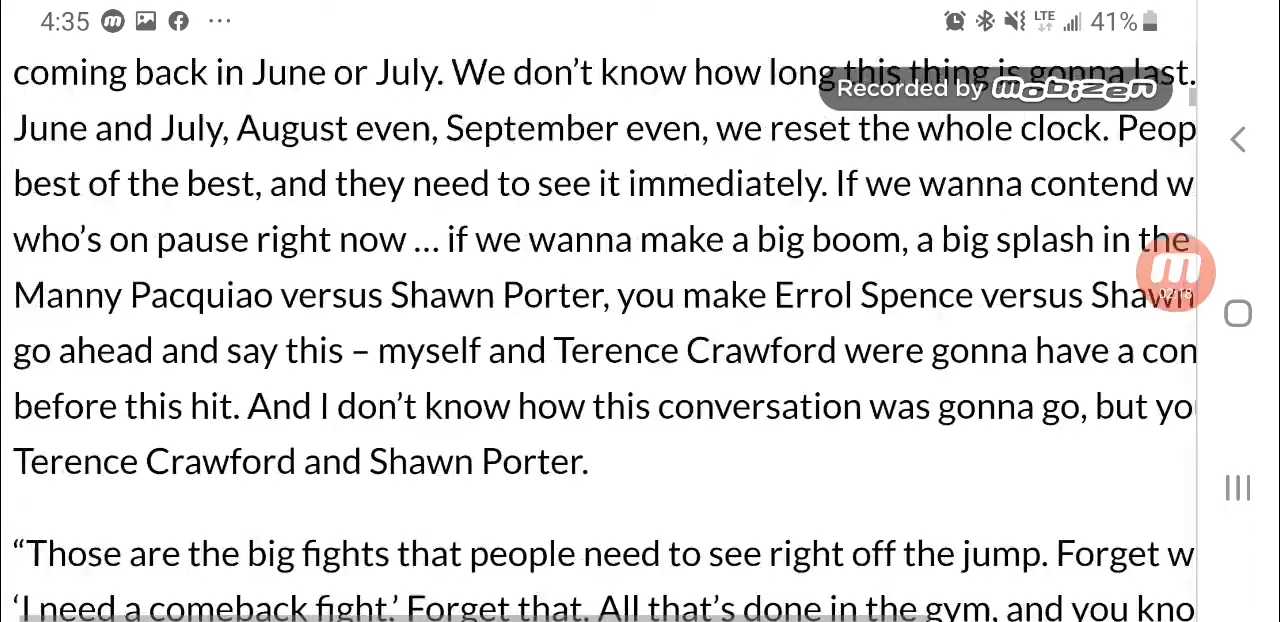 4:35 LTE 41%
coming back in June or July. We don’t know how long this thing is gonna last.
Recorded by mobizen
June and July, August even, September even, we reset the whole clock. Peop
best of the best, and they need to see it immediately. If we wanna contend w
who’s on pause right now ... if we wanna make a big boom, a big splash in the
Manny Pacquiao versus Shawn Porter, you make Errol Spence versus Shawn
02:18
go ahead and say this – myself and Terence Crawford were gonna have a con
before this hit. And I don’t know how this conversation was gonna go, but yo
Terence Crawford and Shawn Porter.
“Those are the big fights that people need to see right off the jump. Forget w
‘I need a comeback fight.’ Forget that. All that’s done in the gym, and you kno